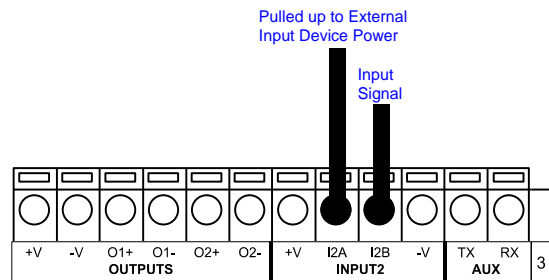 Pulled up to External
Input Device Power
Input
Signal
+V -V O1+ O1- O2+ O2- +V I2A I2B -V TX RX 3
OUTPUTS INPUT2 AUX